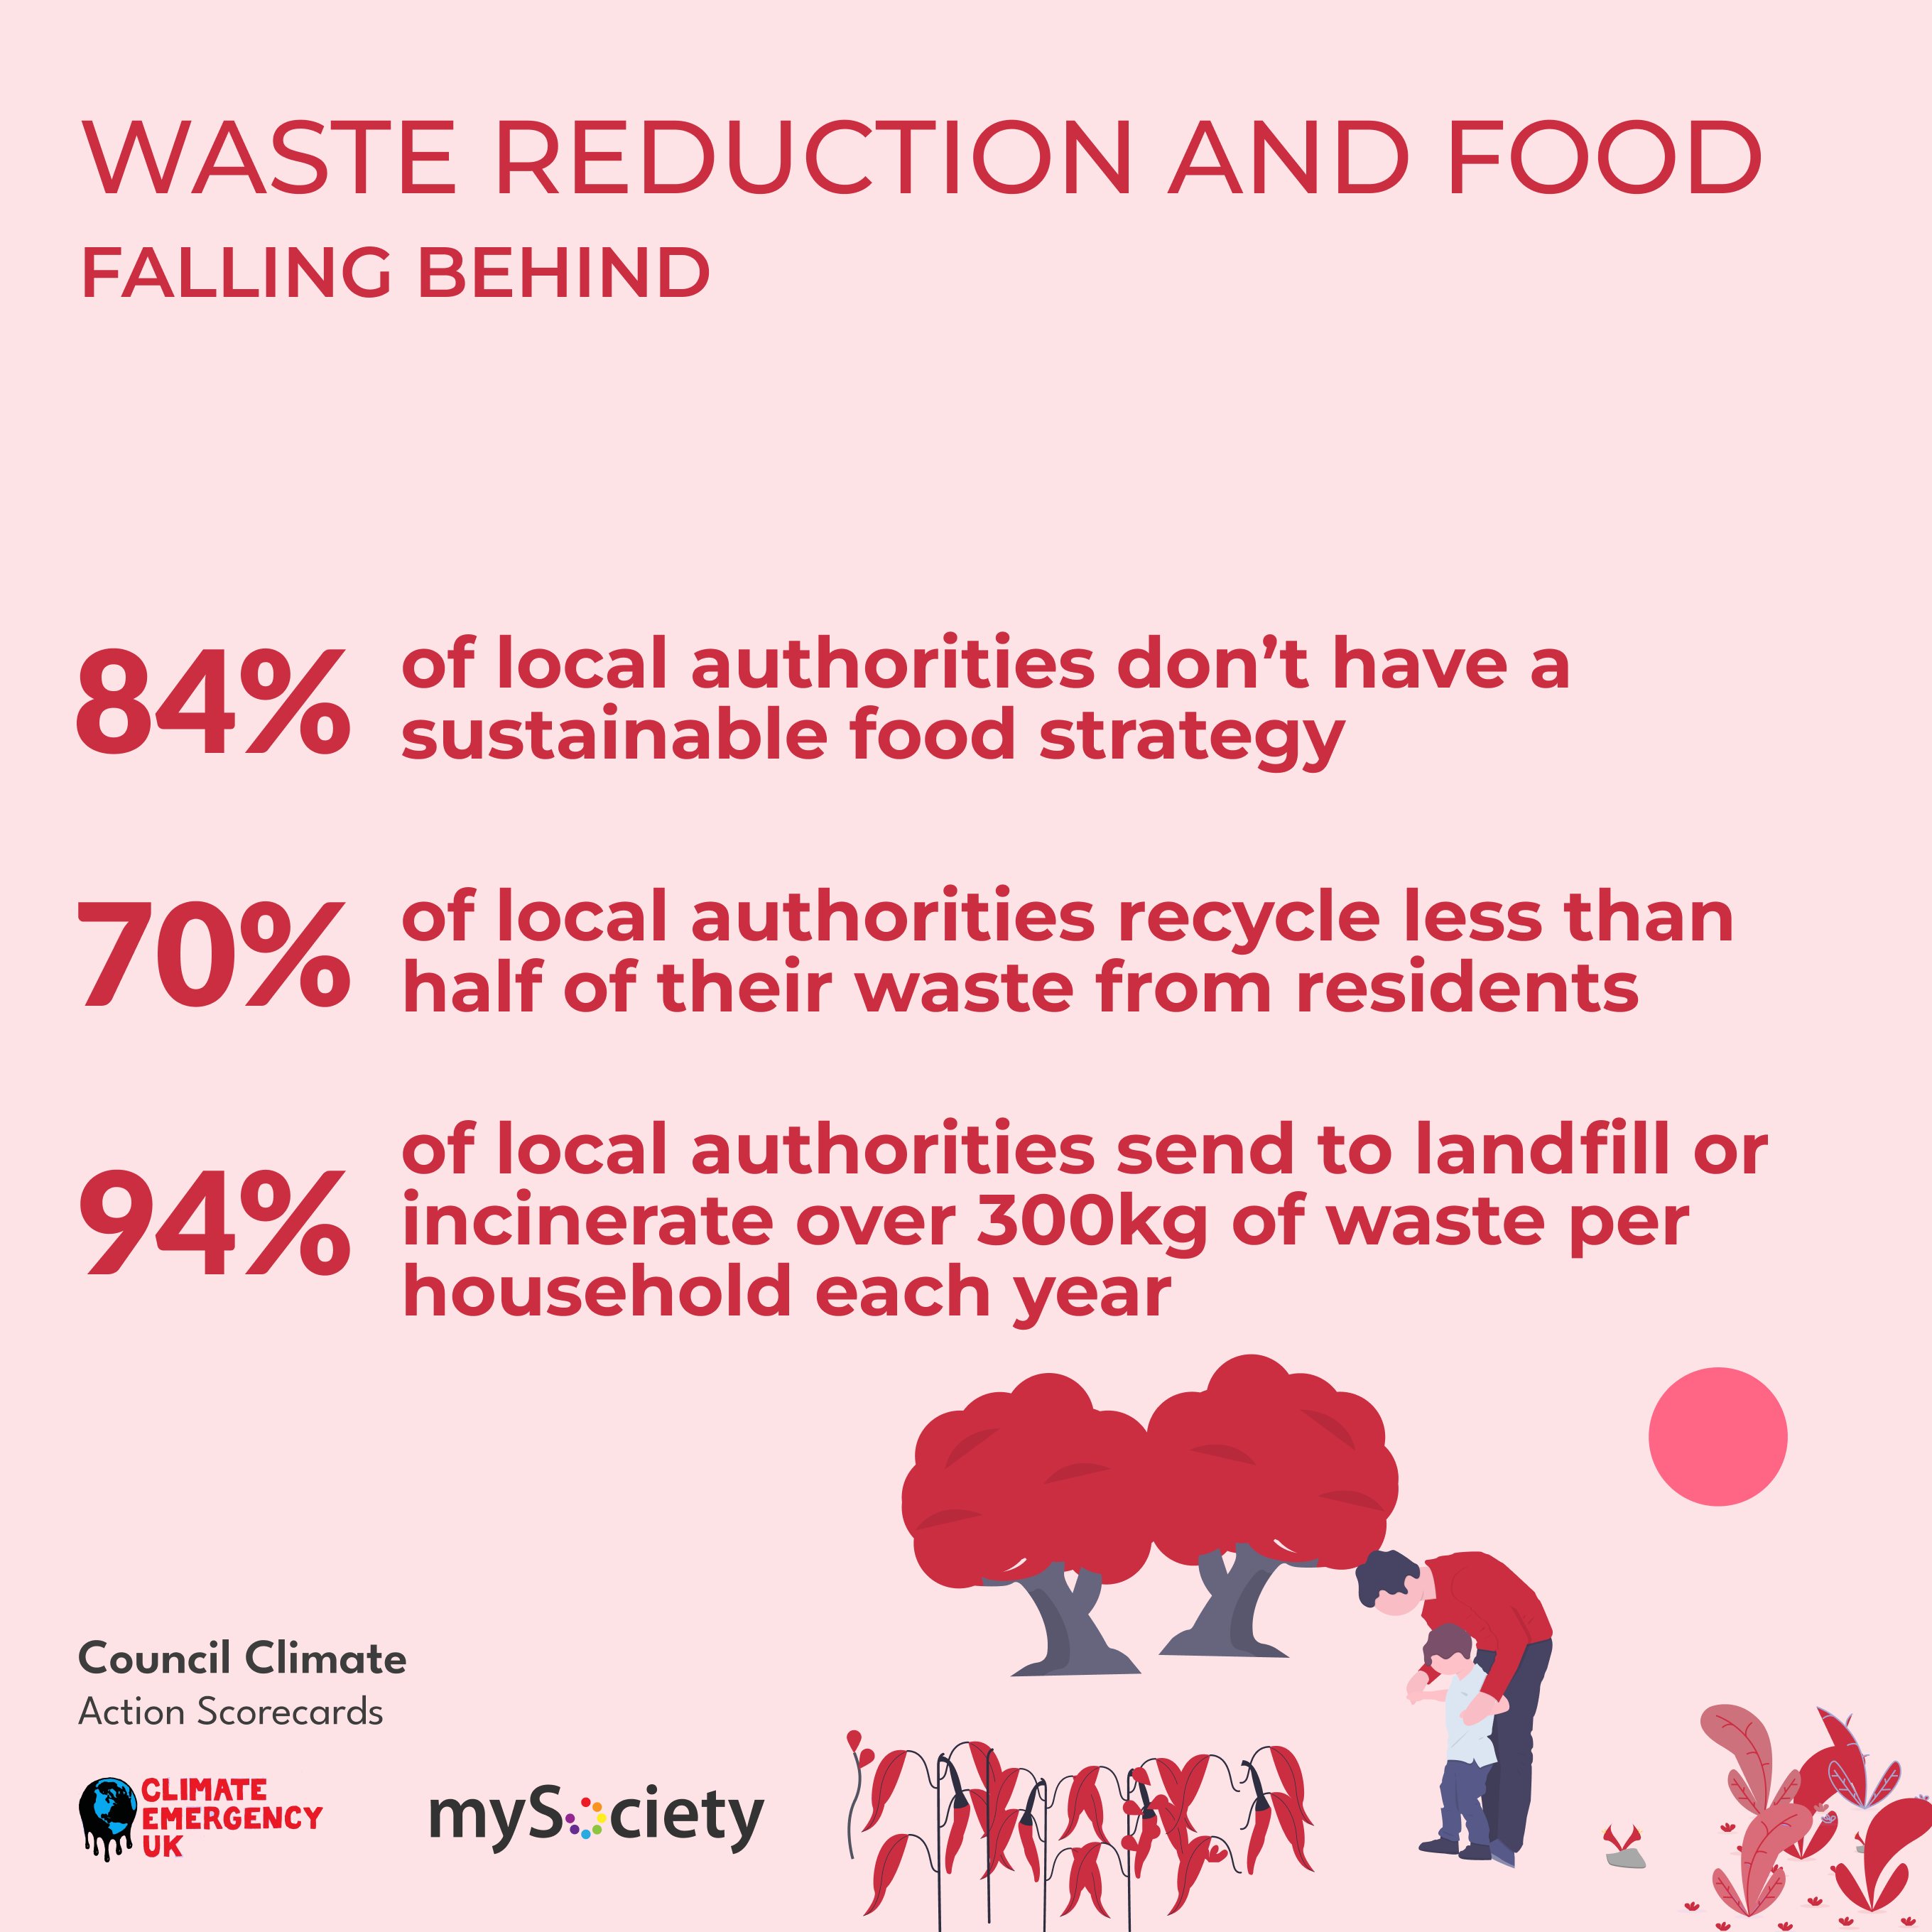 WASTE REDUCTION AND FOOD
FALLING BEHIND
84%
of local authorities don’t have a
sustainable food strategy
70%
of local authorities recycle less than
half of their waste from residents
94%
of local authorities send to landfill or
incinerate over 300kg of waste per
household each year
Council Climate
Action Scorecards
CLIMATE
EMERGENCY
UK
mySociety